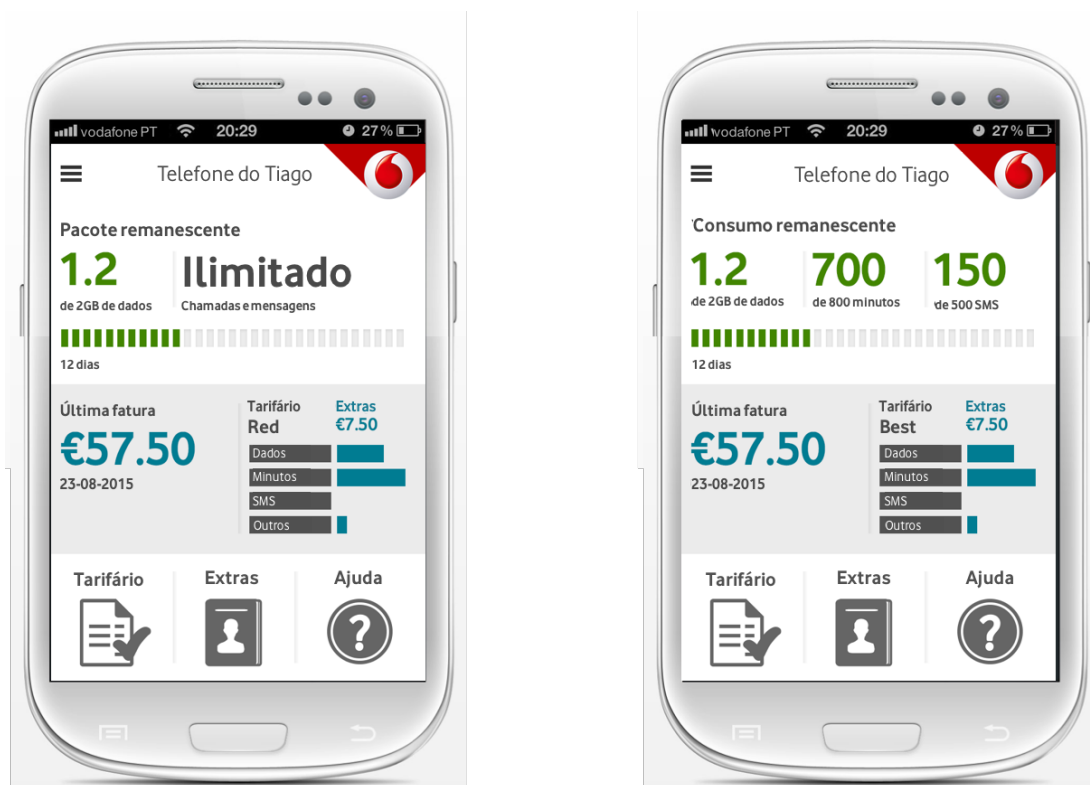 vodafone PT 20:29 27%
Telefone do Tiago
Pacote remanescente
1.2 Ilimitado
de 2GB de dados Chamadas e mensagens
12 dias
Última fatura
€57.50
23-08-2015
Tarifário Extras
Red €7.50
Dados
Minutos
SMS
Outros
Tarifário Extras Ajuda
?
vodafone PT 20:29 27%
Telefone do Tiago
Consumo remanescente
1.2 700 150
de 2GB de dados de 800 minutos de 500 SMS
12 dias
Última fatura
€57.50
23-08-2015
Tarifário Extras
Best €7.50
Dados
Minutos
SMS
Outros
Tarifário Extras Ajuda
?